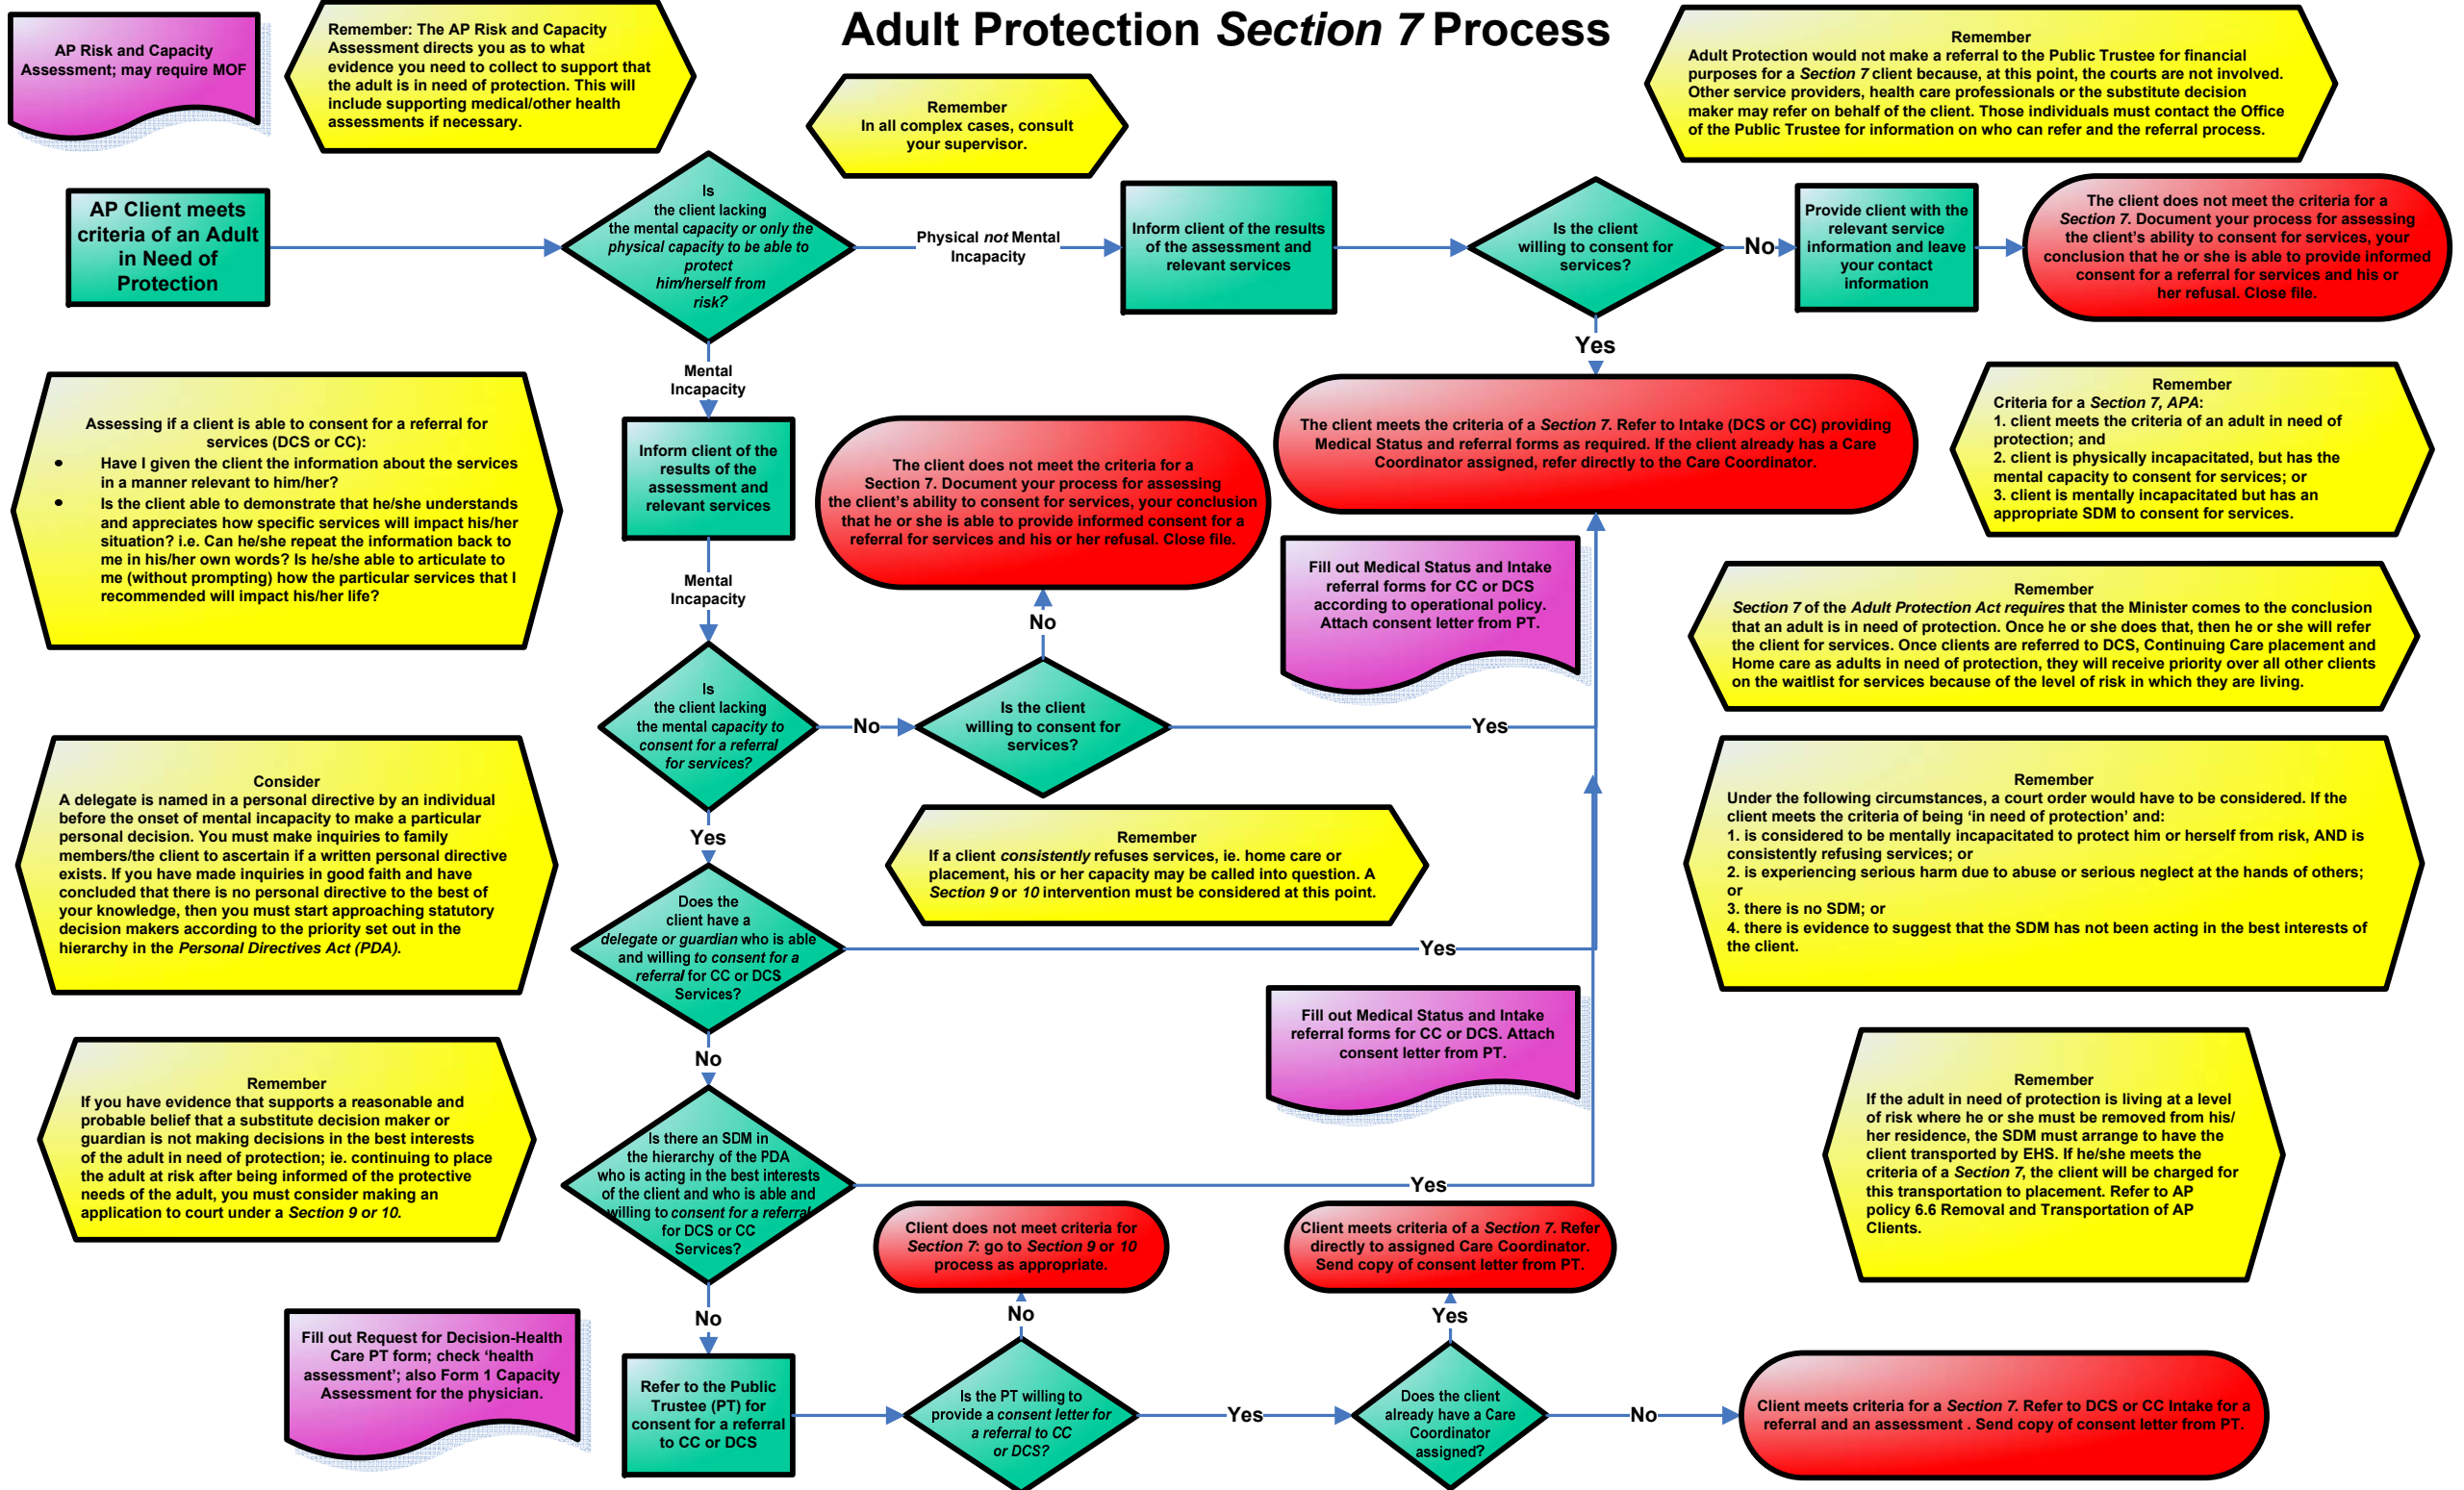 Adult Protection Section 7 Process
AP Risk and Capacity
Assessment; may require MOF
Remember: The AP Risk and Capacity
Assessment directs you as to what
evidence you need to collect to support that
the adult is in need of protection. This will
include supporting medical/other health
assessments if necessary.
Remember
In all complex cases, consult
your supervisor.
Remember
Adult Protection would not make a referral to the Public Trustee for financial
purposes for a Section 7 client because, at this point, the courts are not involved.
Other service providers, health care professionals or the substitute decision
maker may refer on behalf of the client. Those individuals must contact the Office
of the Public Trustee for information on who can refer and the referral process.
AP Client meets
criteria of an Adult
in Need of
Protection
Is
the client lacking
the mental capacity or only the
physical capacity to be able to
protect
him/herself from
risk?
Physical not Mental
Incapacity
Inform client of the results
of the assessment and
relevant services
Is the client
willing to consent for
services?
No
Provide client with the
relevant service
information and leave
your contact
information
The client does not meet the criteria for a
Section 7. Document your process for assessing
the client's ability to consent for services, your
conclusion that he or she is able to provide informed
consent for a referral for services and his or
her refusal. Close file.
Yes
Mental
Incapacity
Assessing if a client is able to consent for a referral for
services (DCS or CC):
• Have I given the client the information about the services
in a manner relevant to him/her?
• Is the client able to demonstrate that he/she understands
and appreciates how specific services will impact his/her
situation? i.e. Can he/she repeat the information back to
me in his/her own words? Is he/she able to articulate to
me (without prompting) how the particular services that I
recommended will impact his/her life?
Inform client of the
results of the
assessment and
relevant services
The client does not meet the criteria for a
Section 7. Document your process for assessing
the client's ability to consent for services, your conclusion
that he or she is able to provide informed consent for a
referral for services and his or her refusal. Close file.
The client meets the criteria of a Section 7. Refer to Intake (DCS or CC) providing
Medical Status and referral forms as required. If the client already has a Care
Coordinator assigned, refer directly to the Care Coordinator.
Remember
Criteria for a Section 7, APA:
1. client meets the criteria of an adult in need of
protection; and
2. client is physically incapacitated, but has the
mental capacity to consent for services; or
3. client is mentally incapacitated but has an
appropriate SDM to consent for services.
Mental
Incapacity
No
Fill out Medical Status and Intake
referral forms for CC or DCS
according to operational policy.
Attach consent letter from PT.
Remember
Section 7 of the Adult Protection Act requires that the Minister comes to the conclusion
that an adult is in need of protection. Once he or she does that, then he or she will refer
the client for services. Once clients are referred to DCS, Continuing Care placement and
Home care as adults in need of protection, they will receive priority over all other clients
on the waitlist for services because of the level of risk in which they are living.
Is
the client lacking
the mental capacity to
consent for a referral
for services?
No
Is the client
willing to consent for
services?
Yes
Consider
A delegate is named in a personal directive by an individual
before the onset of mental incapacity to make a particular
personal decision. You must make inquiries to family
members/the client to ascertain if a written personal directive
exists. If you have made inquiries in good faith and have
concluded that there is no personal directive to the best of
your knowledge, then you must start approaching statutory
decision makers according to the priority set out in the
hierarchy in the Personal Directives Act (PDA).
Yes
Remember
If a client consistently refuses services, ie. home care or
placement, his or her capacity may be called into question. A
Section 9 or 10 intervention must be considered at this point.
Remember
Under the following circumstances, a court order would have to be considered. If the
client meets the criteria of being 'in need of protection' and:
1. is considered to be mentally incapacitated to protect him or herself from risk, AND is
consistently refusing services; or
2. is experiencing serious harm due to abuse or serious neglect at the hands of others;
or
3. there is no SDM; or
4. there is evidence to suggest that the SDM has not been acting in the best interests of
the client.
Does the
client have a
delegate or guardian who is able
and willing to consent for a
referral for CC or DCS
Services?
Yes
No
Fill out Medical Status and Intake
referral forms for CC or DCS. Attach
consent letter from PT.
Remember
If you have evidence that supports a reasonable and
probable belief that a substitute decision maker or
guardian is not making decisions in the best interests
of the adult in need of protection; ie. continuing to place
the adult at risk after being informed of the protective
needs of the adult, you must consider making an
application to court under a Section 9 or 10.
Is there an SDM in
the hierarchy of the PDA
who is acting in the best interests
of the client and who is able and
willing to consent for a referral
for DCS or CC
Services?
Yes
Remember
If the adult in need of protection is living at a level
of risk where he or she must be removed from his/
her residence, the SDM must arrange to have the
client transported by EHS. If he/she meets the
criteria of a Section 7, the client will be charged for
this transportation to placement. Refer to AP
policy 6.6 Removal and Transportation of AP
Clients.
Client does not meet criteria for
Section 7: go to Section 9 or 10
process as appropriate.
Client meets criteria of a Section 7. Refer
directly to assigned Care Coordinator.
Send copy of consent letter from PT.
No
No
Yes
Fill out Request for Decision-Health
Care PT form; check 'health
assessment'; also Form 1 Capacity
Assessment for the physician.
Refer to the Public
Trustee (PT) for
consent for a referral
to CC or DCS
Is the PT willing to
provide a consent letter for
a referral to CC
or DCS?
Yes
Does the client
already have a Care
Coordinator
assigned?
No
Client meets criteria for a Section 7. Refer to DCS or CC Intake for a
referral and an assessment . Send copy of consent letter from PT.